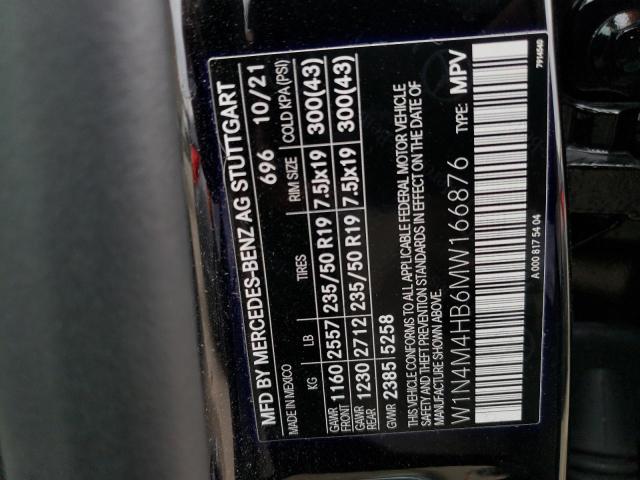 MFD BY MERCEDES-BENZ AG STUTTGART
MADE IN MEXICO 696 10/21
KG LB TIRES RIM SIZE COLD KPA (PSI)
GAWR FRONT 1160 2557 235/50 R19 7.5Jx19 300(43)
GAWR REAR 1230 2712 235/50 R19 7.5Jx19 300(43)
GVWR 2385 5258
THIS VEHICLE CONFORMS TO ALL APPLICABLE FEDERAL MOTOR VEHICLE
SAFETY AND THEFT PREVENTION STANDARDS IN EFFECT ON THE DATE OF
MANUFACTURE SHOWN ABOVE.
W1N4M4HB6MW166876 TYPE: MPV
A 000 817 54 04 7914540